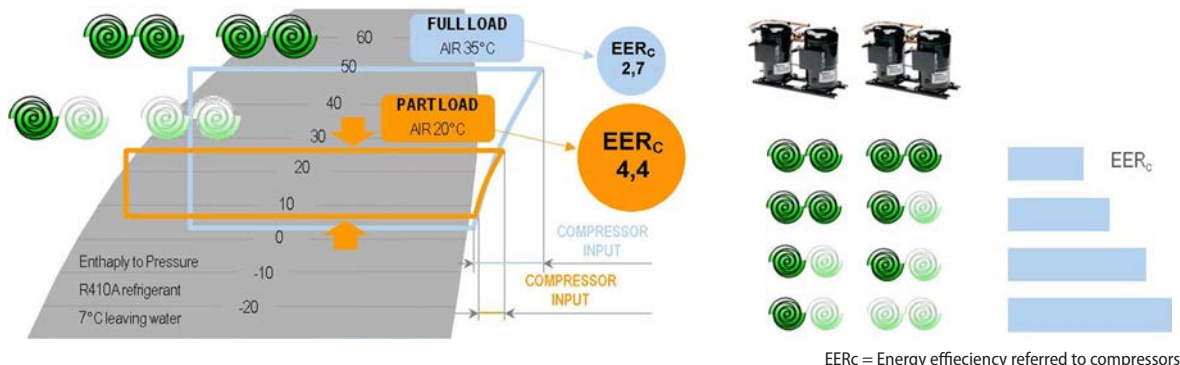 FULL LOAD
AIR 35°C
EERC
2,7
60
50
40
PART LOAD
AIR 20°C
30
EERC
4,4
20
10
0
-10
-20
COMPRESSOR
INPUT
COMPRESSOR
INPUT
Enthaply to Pressure
R410A refrigerant
7°C leaving water
EERc
EERc = Energy effieciency referred to compressors